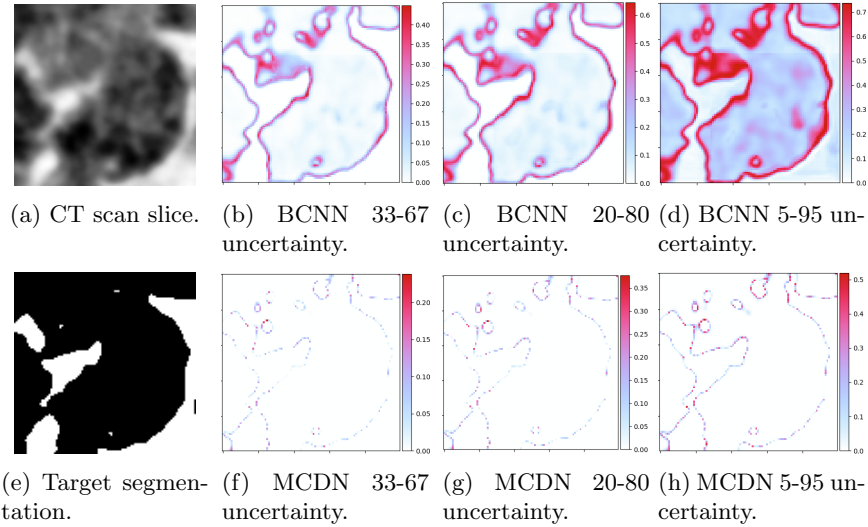 0.45
0.40
0.35
0.30
0.25
0.20
0.15
0.10
0.05
0.00
0.6
0.5
0.4
0.3
0.2
0.1
0.0
0.7
0.6
0.5
0.4
0.3
0.2
0.1
0.0
(a) CT scan slice.
(b) BCNN 33-67
uncertainty.
(c) BCNN 20-80
uncertainty.
(d) BCNN 5-95 un-
certainty.
0.20
0.15
0.10
0.05
0.00
0.35
0.30
0.25
0.20
0.15
0.10
0.05
0.00
0.5
0.4
0.3
0.2
0.1
0.0
(e) Target segmen-
tation.
(f) MCDN 33-67
uncertainty.
(g) MCDN 20-80
uncertainty.
(h) MCDN 5-95 un-
certainty.